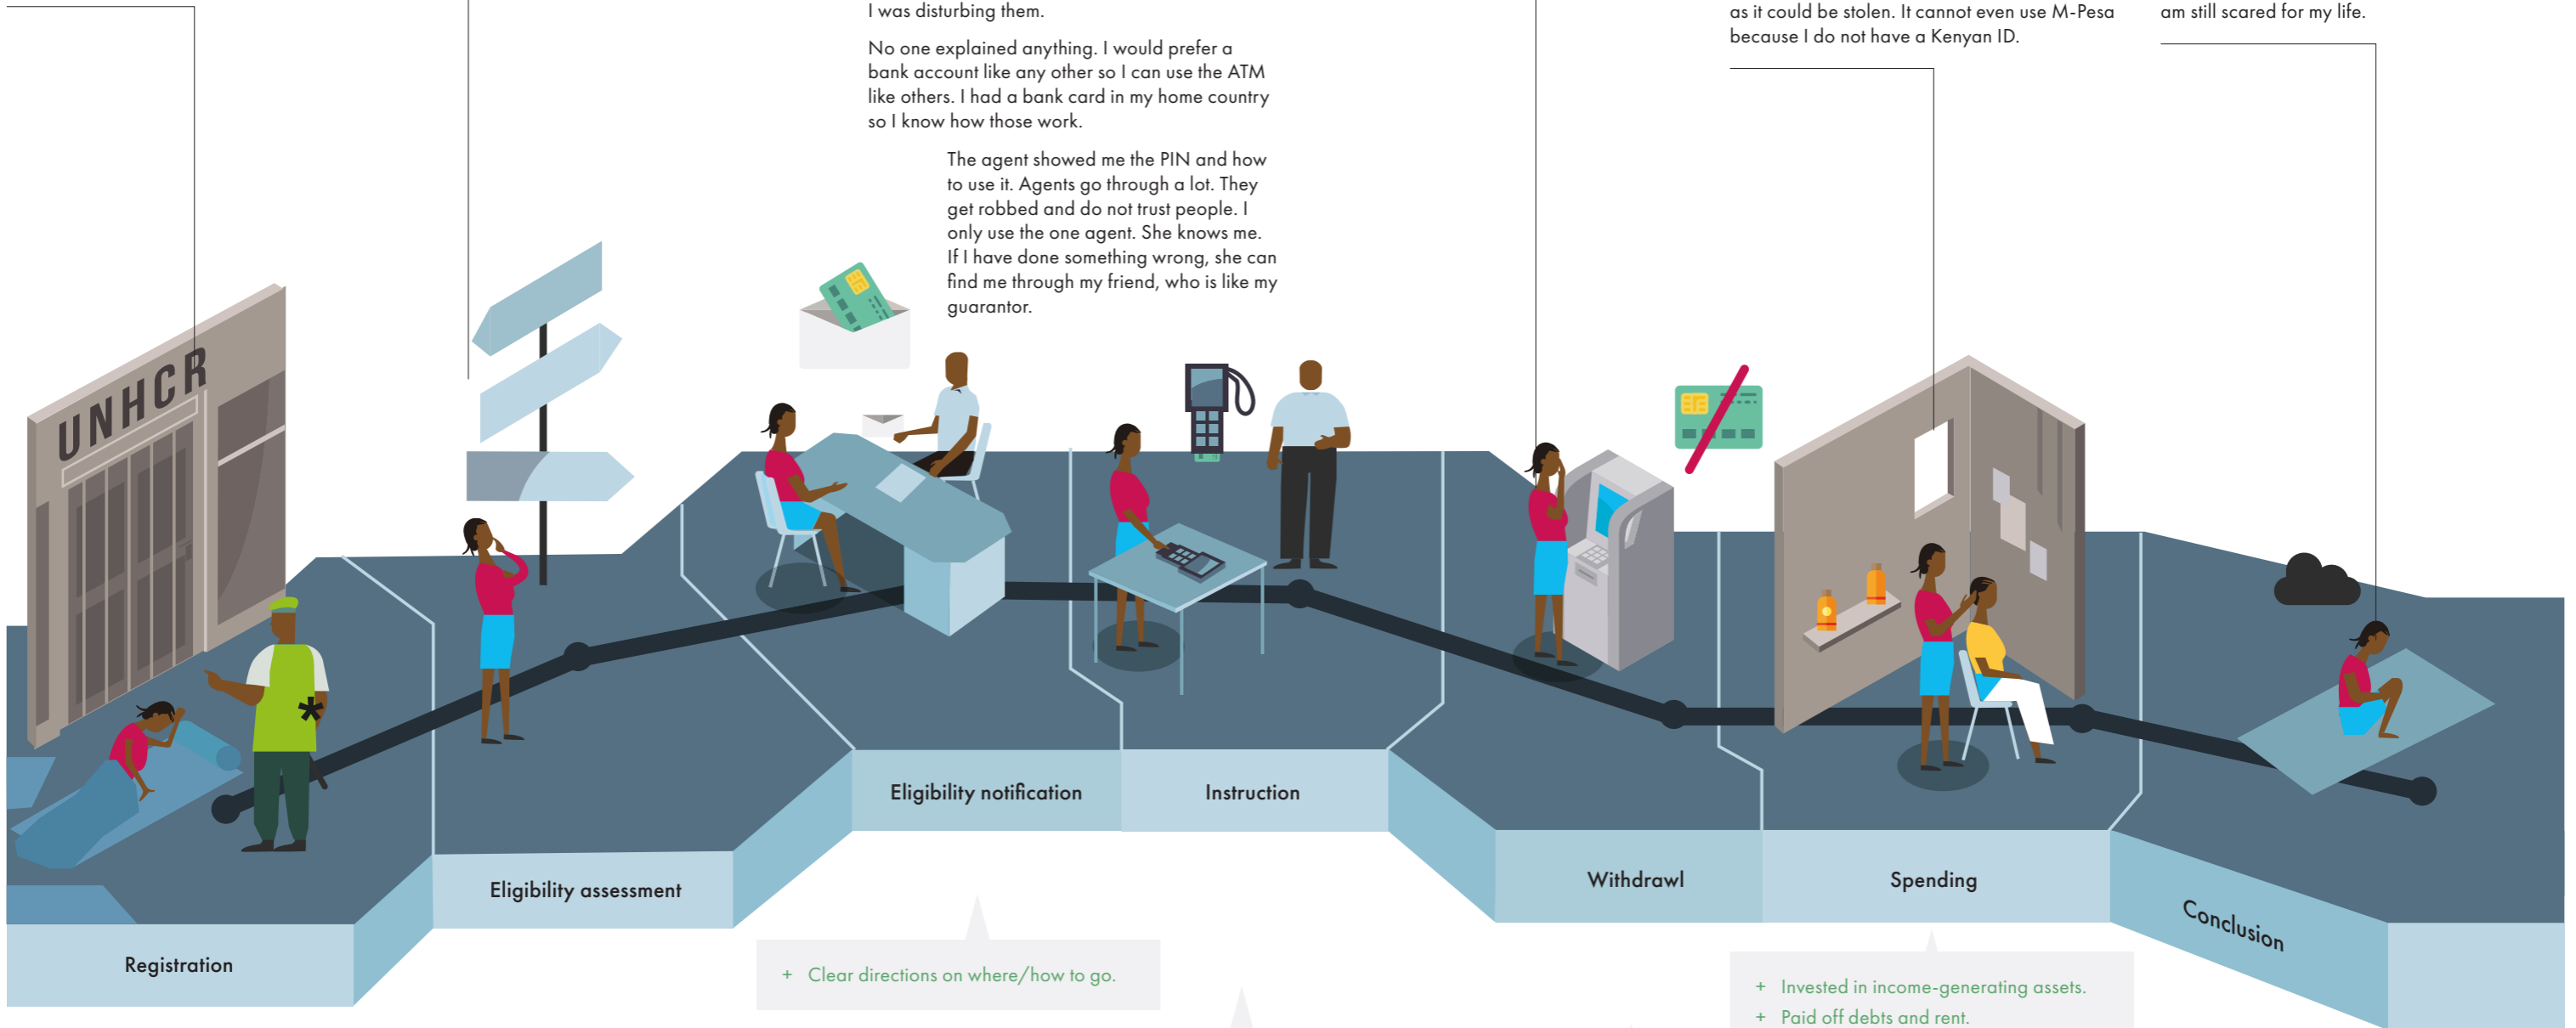 I was disturbing them.
No one explained anything. I would prefer a
bank account like any other so I can use the ATM
like others. I had a bank card in my home country
so I know how those work.
The agent showed me the PIN and how
to use it. Agents go through a lot. They
get robbed and do not trust people. I
only use the one agent. She knows me.
If I have done something wrong, she can
find me through my friend, who is like my
guarantor.
as it could be stolen. It cannot even use M-Pesa
because I do not have a Kenyan ID.
am still scared for my life.
UNHCR
Registration
Eligibility assessment
Eligibility notification
Instruction
Withdrawl
Spending
Conclusion
+ Clear directions on where/how to go.
+ Invested in income-generating assets.
+ Paid off debts and rent.